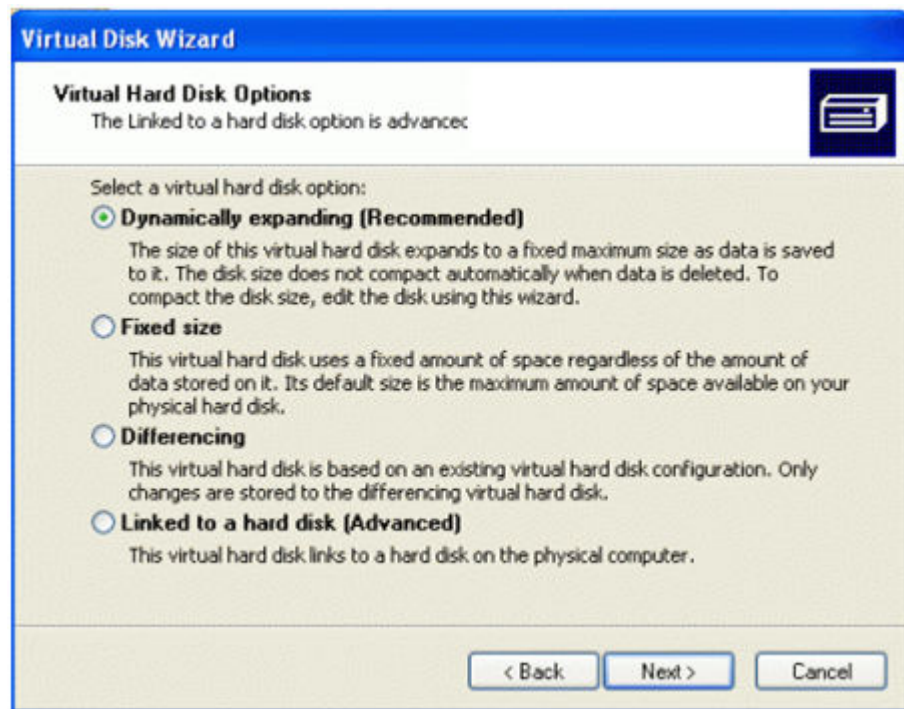 Virtual Disk Wizard
Virtual Hard Disk Options
The Linked to a hard disk option is advanced
Select a virtual hard disk option:
Dynamically expanding (Recommended)
The size of this virtual hard disk expands to a fixed maximum size as data is saved
to it. The disk size does not compact automatically when data is deleted. To
compact the disk size, edit the disk using this wizard.
Fixed size
This virtual hard disk uses a fixed amount of space regardless of the amount of
data stored on it. Its default size is the maximum amount of space available on your
physical hard disk.
Differencing
This virtual hard disk is based on an existing virtual hard disk configuration. Only
changes are stored to the differencing virtual hard disk.
Linked to a hard disk (Advanced)
This virtual hard disk links to a hard disk on the physical computer.
< Back
Next >
Cancel